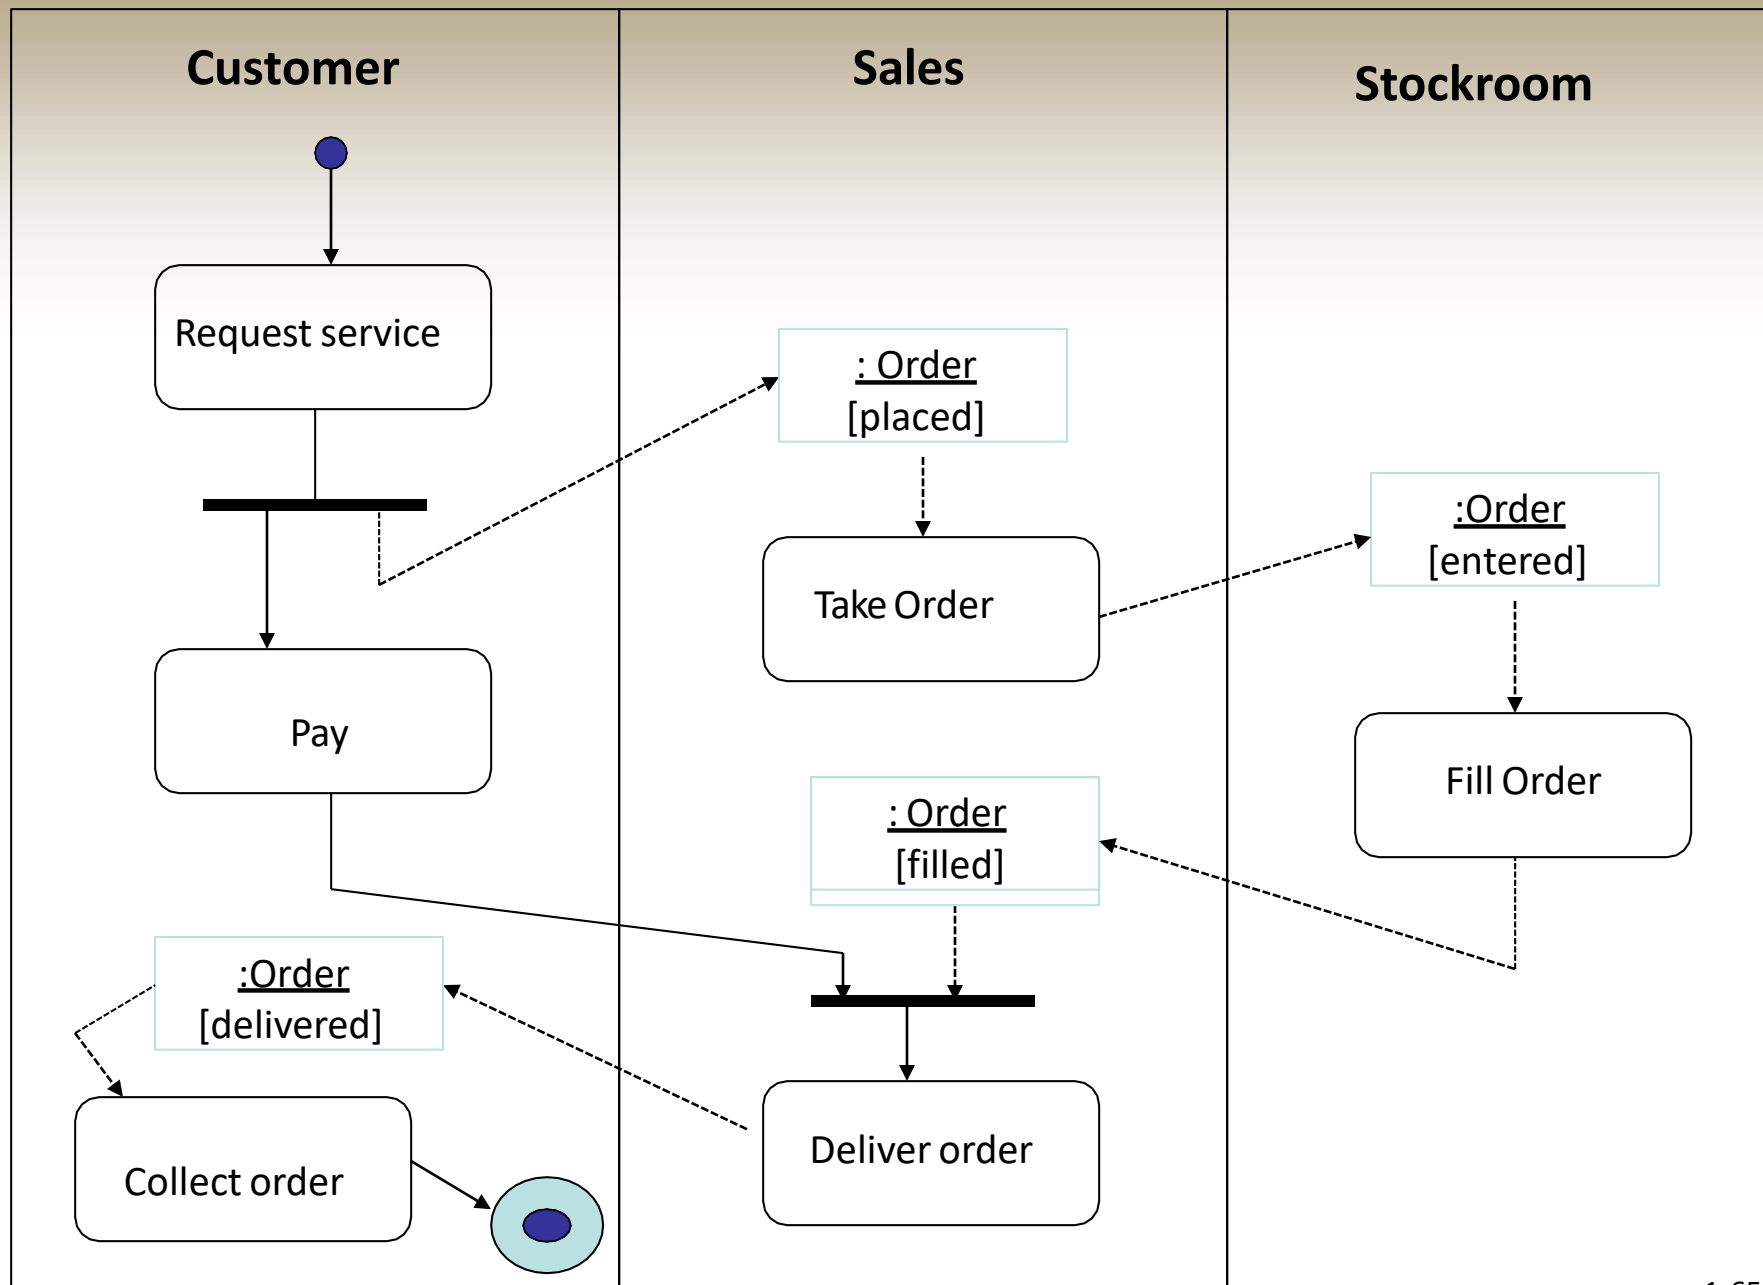 Customer
Sales
Stockroom
Request service
: Order
[placed]
:Order
[entered]
Take Order
Pay
Fill Order
: Order
[filled]
:Order
[delivered]
Deliver order
Collect order